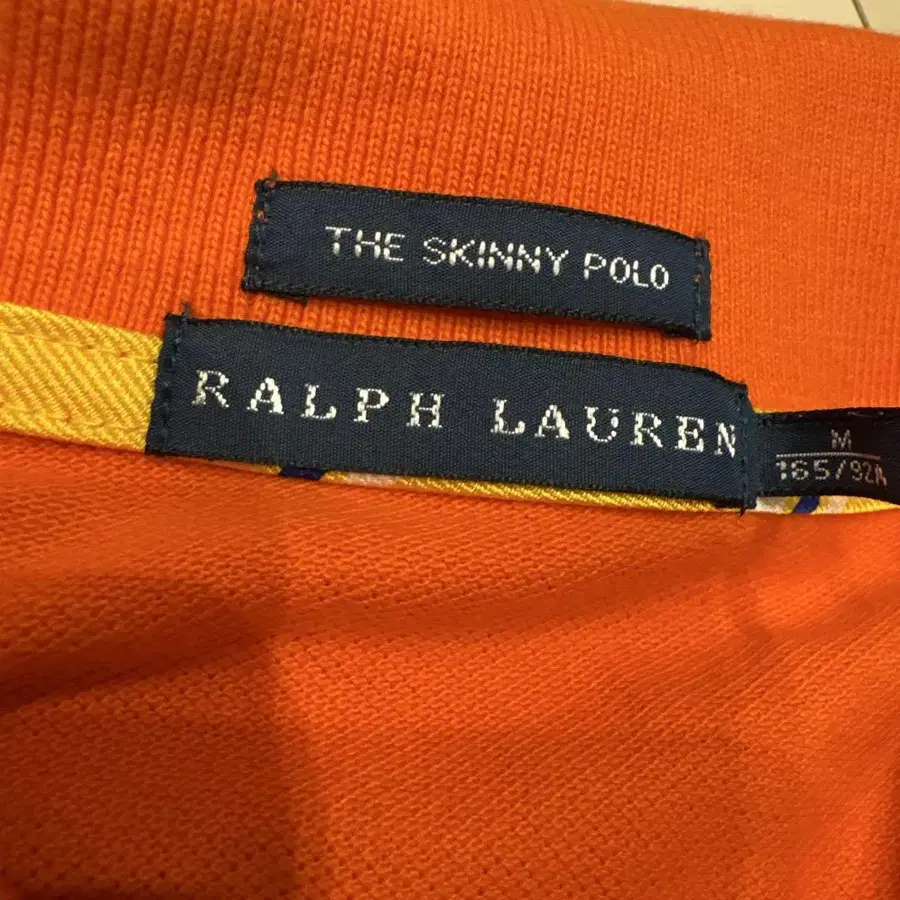 THE SKINNY POLO
RALPH LAUREN
M
165/92A